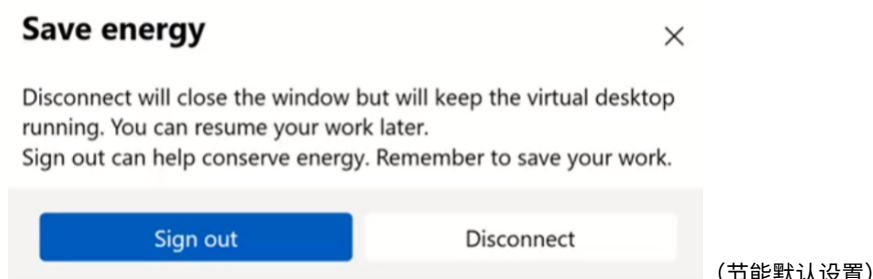 Save energy
Disconnect will close the window but will keep the virtual desktop
running. You can resume your work later.
Sign out can help conserve energy. Remember to save your work.
Sign out
Disconnect
（节能默认设置）